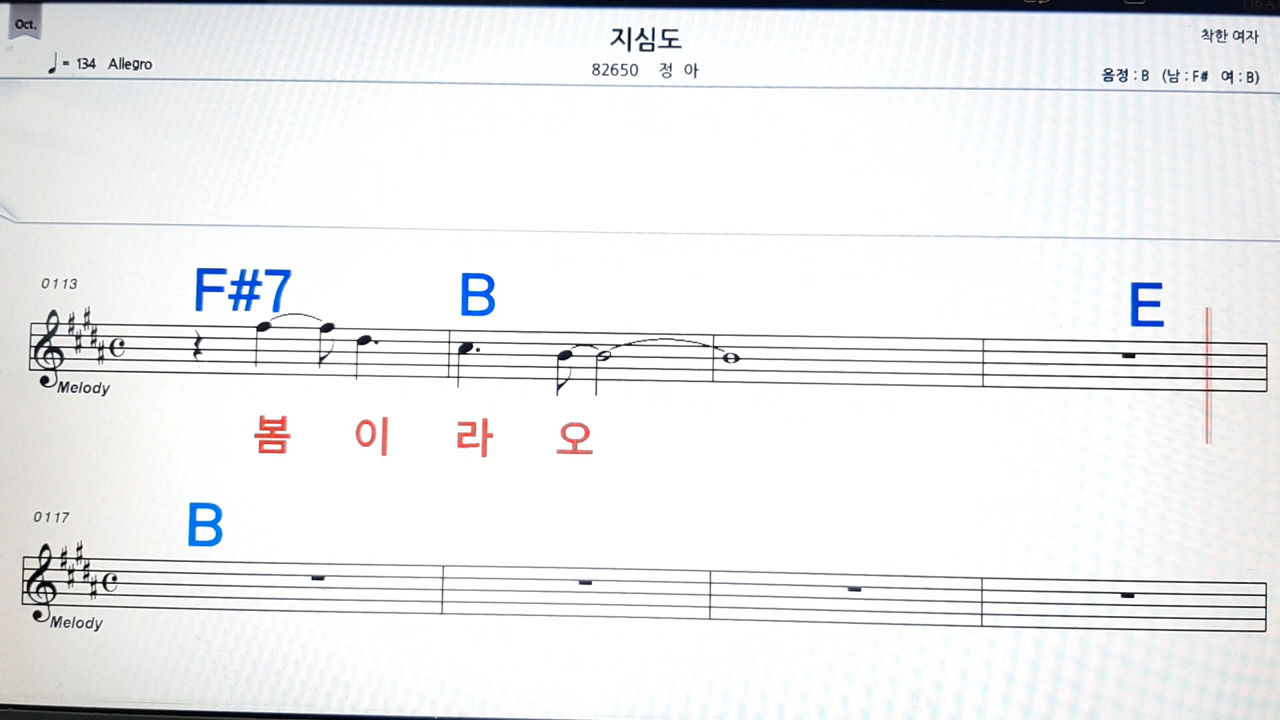 Oct.
지심도
착한 여자
♩= 134 Allegro
82650 정 아
음정 : B (남 : F# 여 : B)
0113
F#7 B E
Melody
봄 이 라 오
0117
B
Melody